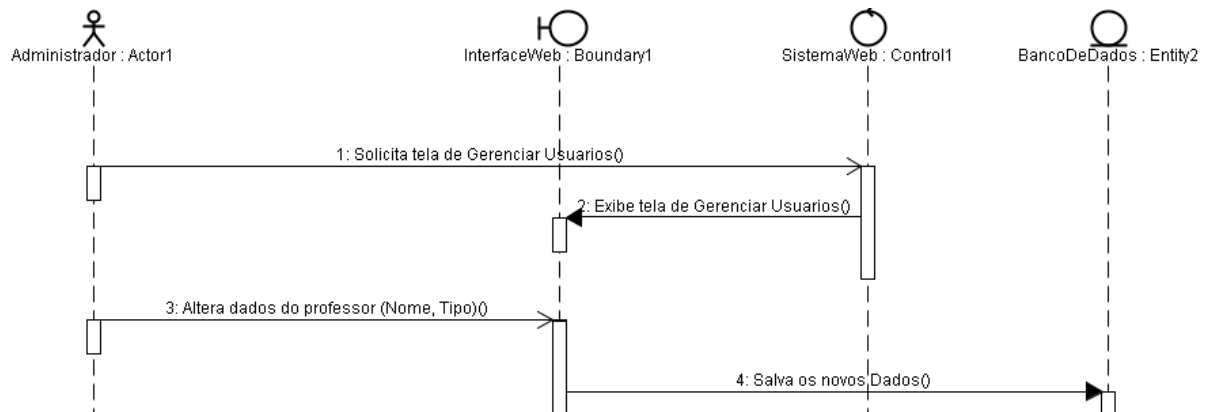 Administrador : Actor1
InterfaceWeb : Boundary1
SistemaWeb : Control1
BancoDeDados : Entity2
1: Solicita tela de Gerenciar Usuarios()
2: Exibe tela de Gerenciar Usuarios()
3: Altera dados do professor (Nome, Tipo)()
4: Salva os novos Dados()